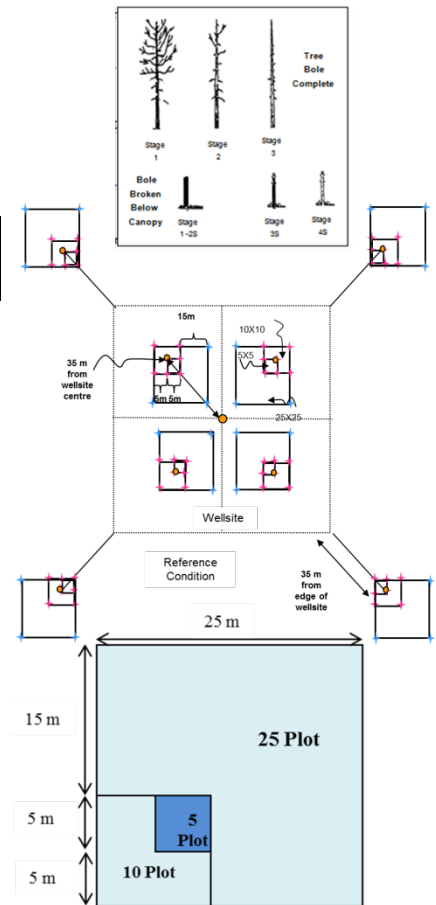 Tree
Bole
Complete
Stage
1
Stage
2
Stage
3
Bole
Broken
Below
Canopy
Stage
1-2S
Stage
3S
Stage
4S
15m
10X10
5X5
35 m
from
wellsite
centre
5m 5m
25X25
Wellsite
Reference
Condition
35 m
from
edge of
wellsite
25 m
15 m
25 Plot
5 m
5
Plot
5 m
10 Plot